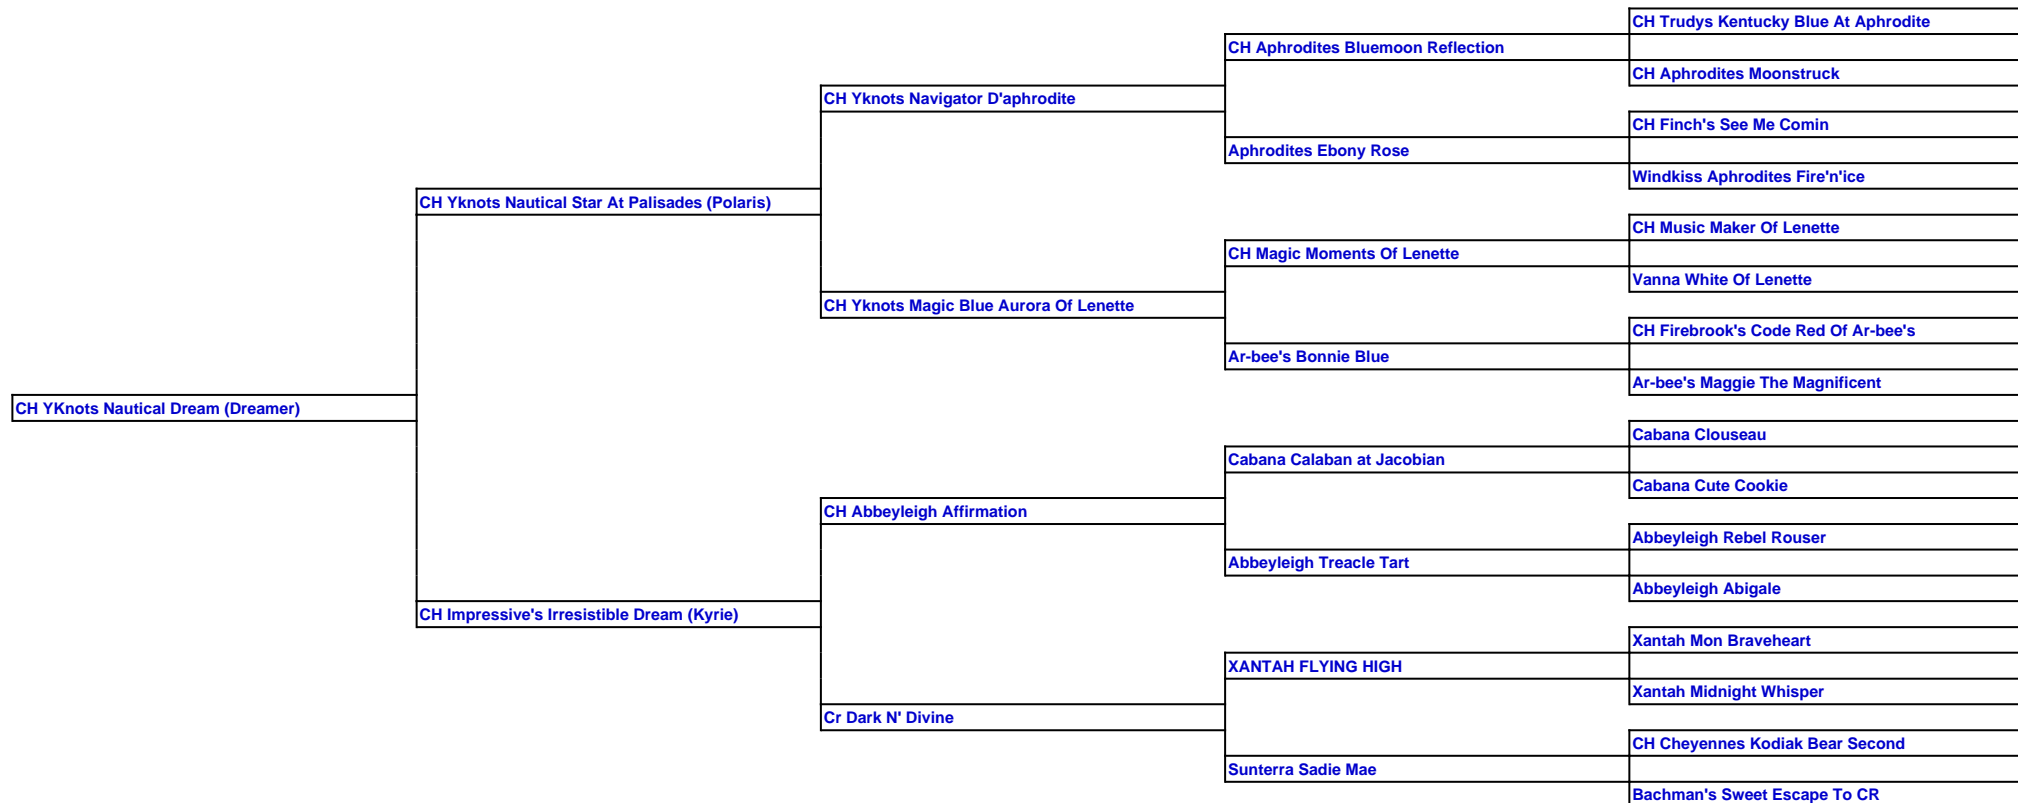 CH Trudys Kentucky Blue At Aphrodite
CH Aphrodites Bluemoon Reflection
CH Aphrodites Moonstruck
CH Yknots Navigator D'aphrodite
CH Finch's See Me Comin
Aphrodites Ebony Rose
Windkiss Aphrodites Fire'n'ice
CH Yknots Nautical Star At Palisades (Polaris)
CH Music Maker Of Lenette
CH Magic Moments Of Lenette
Vanna White Of Lenette
CH Yknots Magic Blue Aurora Of Lenette
CH Firebrook's Code Red Of Ar-bee's
Ar-bee's Bonnie Blue
Ar-bee's Maggie The Magnificent
CH YKnots Nautical Dream (Dreamer)
Cabana Clouseau
Cabana Calaban at Jacobian
Cabana Cute Cookie
CH Abbeyleigh Affirmation
Abbeyleigh Rebel Rouser
Abbeyleigh Treacle Tart
Abbeyleigh Abigale
CH Impressive's Irresistible Dream (Kyrie)
Xantah Mon Braveheart
XANTAH FLYING HIGH
Xantah Midnight Whisper
Cr Dark N' Divine
CH Cheyennes Kodiak Bear Second
Sunterra Sadie Mae
Bachman's Sweet Escape To CR